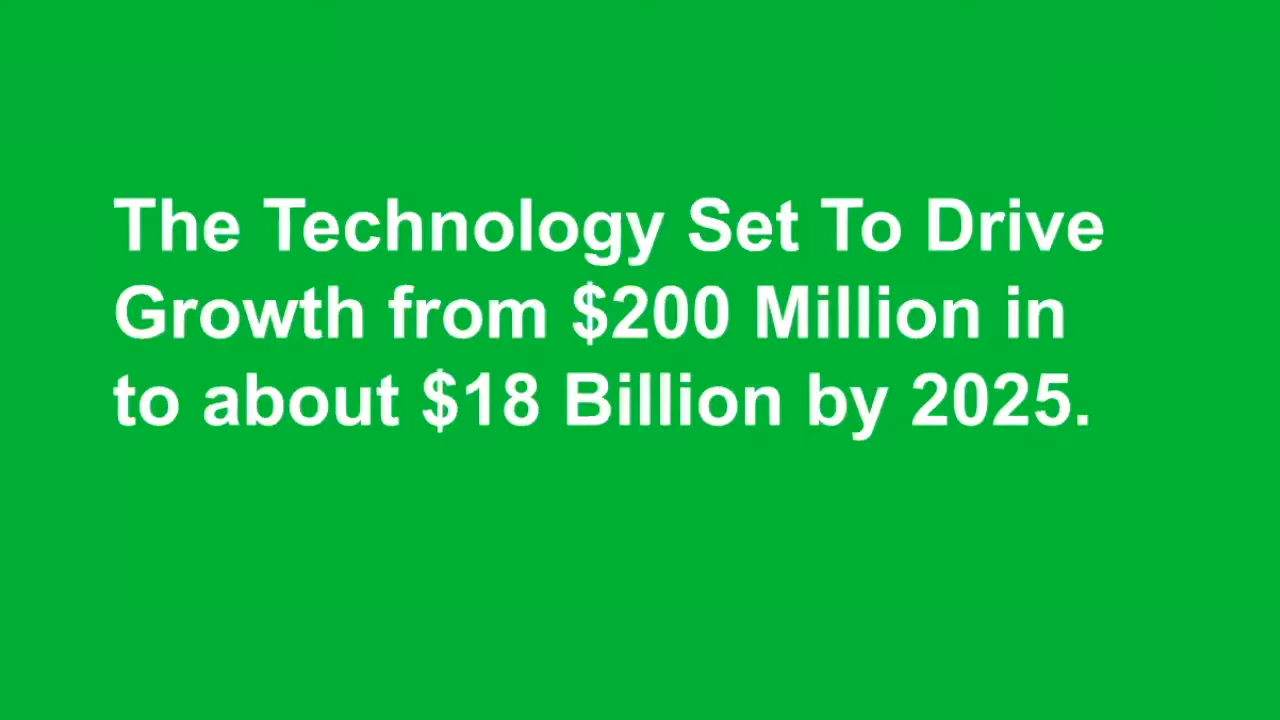 The Technology Set To Drive
Growth from $200 Million in
to about $18 Billion by 2025.